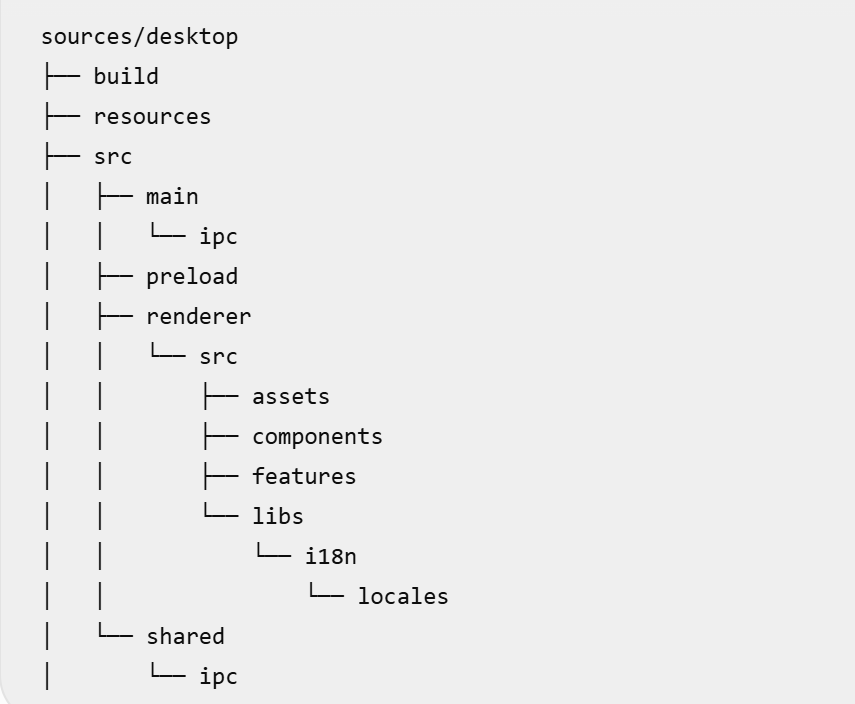 sources/desktop
├── build
├── resources
├── src
│   ├── main
│   │   └── ipc
│   ├── preload
│   ├── renderer
│   │   └── src
│   │       ├── assets
│   │       ├── components
│   │       ├── features
│   │       └── libs
│   │           └── i18n
│   │               └── locales
│   └── shared
│       └── ipc